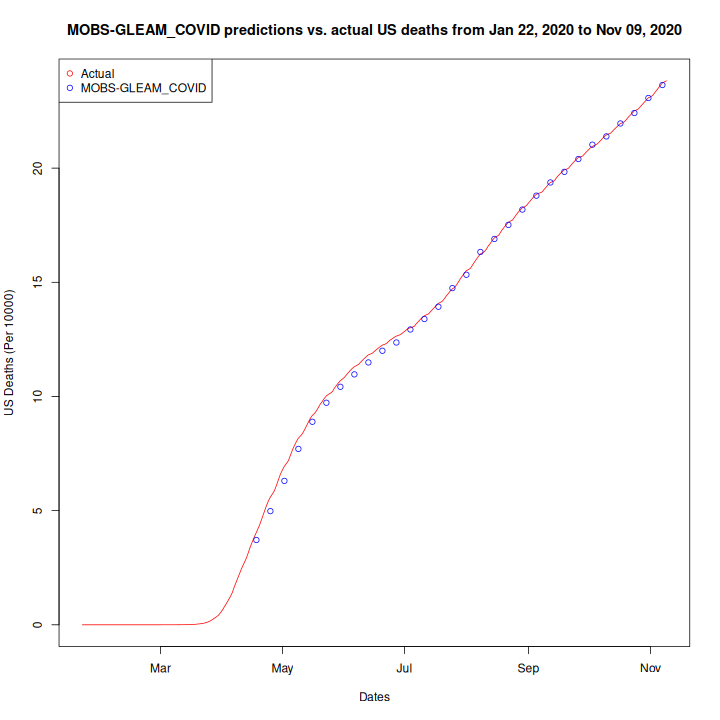 MOBS-GLEAM_COVID predictions vs. actual US deaths from Jan 22, 2020 to Nov 09, 2020
Actual
MOBS-GLEAM_COVID
US Deaths (Per 10000)
20
15
10
5
0
Mar May Jul Sep Nov
Dates